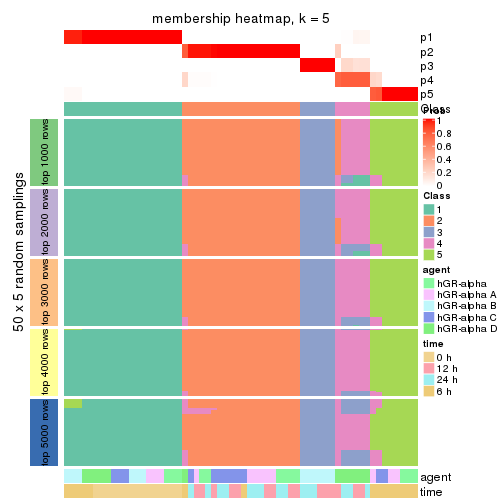 membership heatmap, k = 5
p1
p2
p3
p4
p5
Class
Prob
1
0.8
0.6
0.4
0.2
0
Class
1
2
3
4
5
agent
hGR-alpha
hGR-alpha A
hGR-alpha B
hGR-alpha C
hGR-alpha D
time
0 h
12 h
24 h
6 h
50 x 5 random samplings
top 1000 rows
top 2000 rows
top 3000 rows
top 4000 rows
top 5000 rows
agent
time